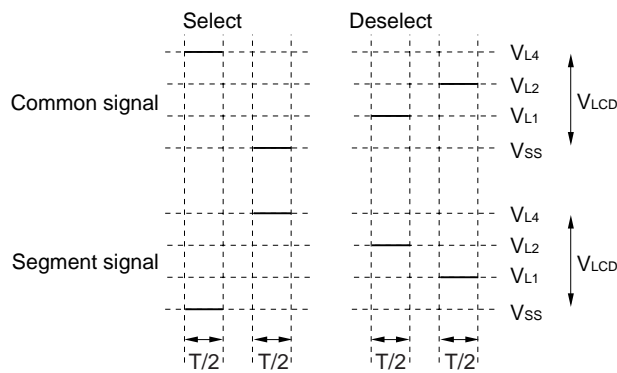 Select Deselect
VL4
VL2
Common signal
VLCD
VL1
VSS
VL4
VL2
Segment signal
VLCD
VL1
VSS
T/2 T/2 T/2 T/2